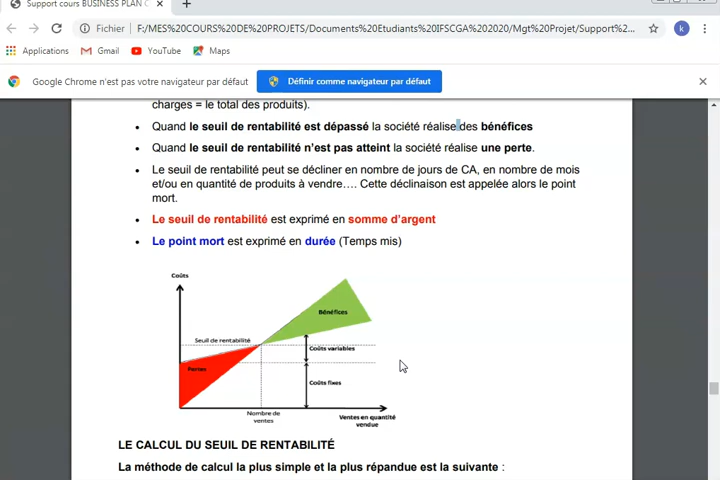 Support cours BUSINESS PLAN C
Fichier F:/MES%20COURS%20DE%20PROJETS/Documents%20Etudiants%20IFSCGA%202020/Mgt%20Projet/Support%2...
k
Applications Gmail YouTube Maps
Google Chrome n'est pas votre navigateur par défaut Définir comme navigateur par défaut
charges = le total des produits).
• Quand le seuil de rentabilité est dépassé la société réalise des bénéfices
• Quand le seuil de rentabilité n'est pas atteint la société réalise une perte.
• Le seuil de rentabilité peut se décliner en nombre de jours de CA, en nombre de mois
et/ou en quantité de produits à vendre.... Cette déclinaison est appelée alors le point
mort.
• Le seuil de rentabilité est exprimé en somme d'argent
• Le point mort est exprimé en durée (Temps mis)
Coûts
Bénéfices
Seuil de rentabilité
Coûts variables
Pertes
Coûts fixes
Nombre de
ventes
Ventes en quantité
vendue
LE CALCUL DU SEUIL DE RENTABILITÉ
La méthode de calcul la plus simple et la plus répandue est la suivante :